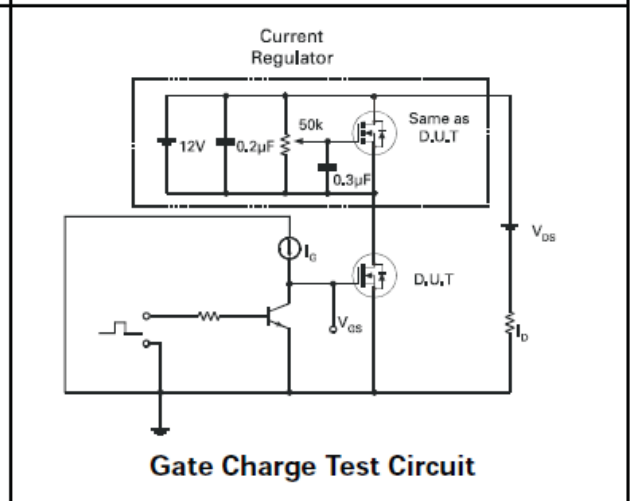 Current
Regulator
50k
Same as
D.U.T
12V
0.2µF
0.3µF
V_DS
I_G
D.U.T
V_GS
I_D
Gate Charge Test Circuit